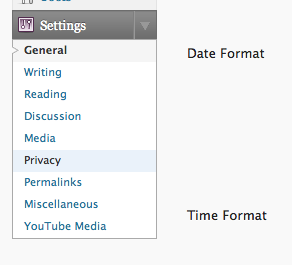 Settings
General
Writing
Reading
Discussion
Media
Privacy
Permalinks
Miscellaneous
YouTube Media
Date Format
Time Format